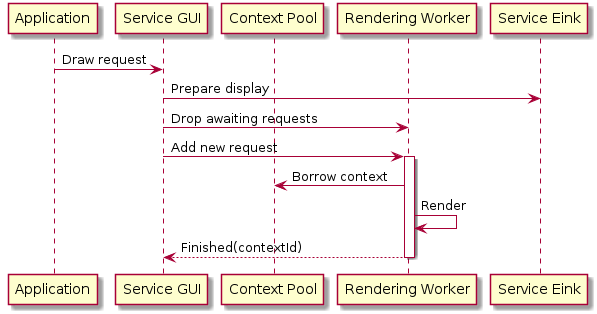 Application Service GUI Context Pool Rendering Worker Service Eink
Draw request
Prepare display
Drop awaiting requests
Add new request
Borrow context
Render
Finished(contextId)
Application Service GUI Context Pool Rendering Worker Service Eink